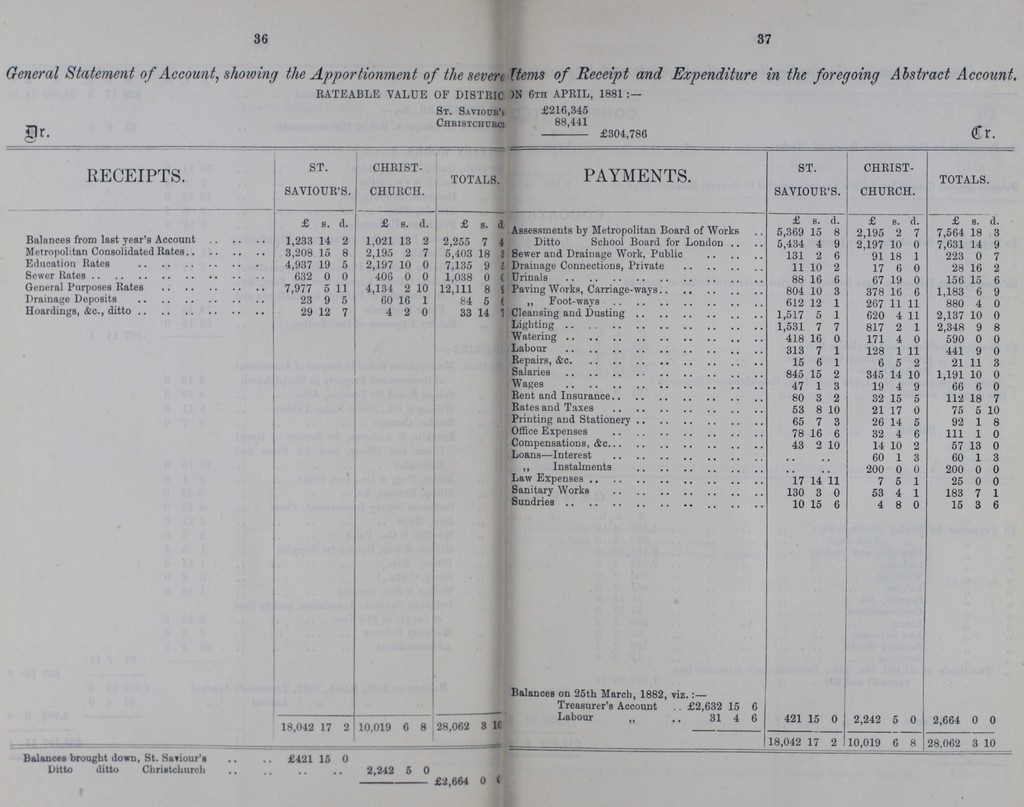 36
General Statement of Account, showing the Apportionment of the severe
RATEABLE VALUE OF DISTRIC
ST. SAVIOUR'S
CHRISTCHURC
Dr.
RECEIPTS. ST. SAVIOUR'S. CHRIST-CHURCH. TOTALS.
£ s. d. £ s. d. £ s. d
Balances from last year's Account .. .. .. 1,233 14 2 1,021 13 2 2,255 7 4
Metropolitan Consolidated Rates .. .. .. .. 3,208 15 8 2,195 2 7 5,403 18
Education Rates .. .. .. .. .. .. 4,937 19 5 2,197 10 0 7,135 9
Sewer Rates .. .. .. .. .. .. .. .. 632 0 0 406 0 0 1,038 0
General Purposes Rates .. .. .. .. .. 7,977 5 11 4,134 2 10 12,111 8
Drainage Deposits .. .. .. .. .. .. 23 9 5 60 16 1 84 5
Hoardings, &c., ditto .. .. .. .. .. .. 29 12 7 4 2 0 33 14
18,042 17 2 10,019 6 8 28,062 3 10
Balances brought down, St. Saviour's .. .. £421 15 0
Ditto ditto Christchurch .. .. .. .. 2,242 5 0
£2,664 0
37
Items of Receipt and Expenditure in the foregoing Abstract Account.
ON 6TH APRIL, 1881:—
£216,345
88,441
£304,786
Cr.
PAYMENTS. ST. SAVIOUR'S. CHRIST-CHURCH. TOTALS.
£ s. d. £ s. d. £ s. d.
Assessments by Metropolitan Board of Works .. .. 5,369 15 8 2,195 2 7 7,564 18 3
Ditto School Board for London .. .. 5,434 4 9 2,197 10 0 7,631 14 9
Sewer and Drainage Work, Public .. .. .. 131 2 6 91 18 1 223 0 7
Drainage Connections, Private .. .. .. .. 11 10 2 17 6 0 28 16 2
Urinals .. .. .. .. .. .. .. .. 88 16 6 67 19 0 156 15 6
Paving Works, Carriage-ways .. .. .. .. .. 804 10 3 378 16 6 1,183 6 9
„ Foot-ways .. .. .. .. .. .. 612 12 1 267 11 11 880 4 0
Cleansing and Dusting .. .. .. .. .. .. 1,517 5 1 620 4 11 2,137 10 0
Lighting .. .. .. .. .. .. .. .. 1,531 7 7 817 2 1 2,348 9 8
Watering .. .. .. .. .. .. .. .. 418 16 0 171 4 0 590 0 0
Labour .. .. .. .. .. .. .. .. 313 7 1 128 1 11 441 9 0
Repairs, &c. .. .. .. .. .. .. .. .. 15 6 1 6 5 2 21 11 3
Salaries .. .. .. .. .. .. .. .. 845 15 2 345 14 10 1,191 10 0
Wages .. .. .. .. .. .. .. .. 47 1 3 19 4 9 66 6 0
Rent and Insurance .. .. .. .. .. .. .. 80 3 2 32 15 5 112 18 7
Rates and Taxes .. .. .. .. .. .. 53 8 10 21 17 0 75 5 10
Printing and Stationery .. .. .. .. .. .. 65 7 3 26 14 5 92 1 8
Office Expenses .. .. .. .. .. .. 78 16 6 32 4 6 111 1 0
Compensations, &c. .. .. .. .. .. .. .. 43 2 10 14 10 2 57 13 0
Loans—Interest .. .. .. .. .. .. .. .. 60 1 3 60 1 3
„ Instalments .. .. .. .. .. .. .. 200 0 0 200 0 0
Law Expenses .. .. .. .. .. .. .. .. 17 14 11 7 5 1 25 0 0
Sanitary Works .. .. .. .. .. .. 130 3 0 53 4 1 183 7 1
Sundries .. .. .. .. .. .. .. .. 10 15 6 4 8 0 15 3 6
Balances on 25th March, 1882, viz.:—
Treasurer's Account .. £2,632 15 6
Labour „ .. 31 4 6 421 15 0 2,242 5 0 2,664 0 0
18,042 17 2 10,019 6 8 28,062 3 10